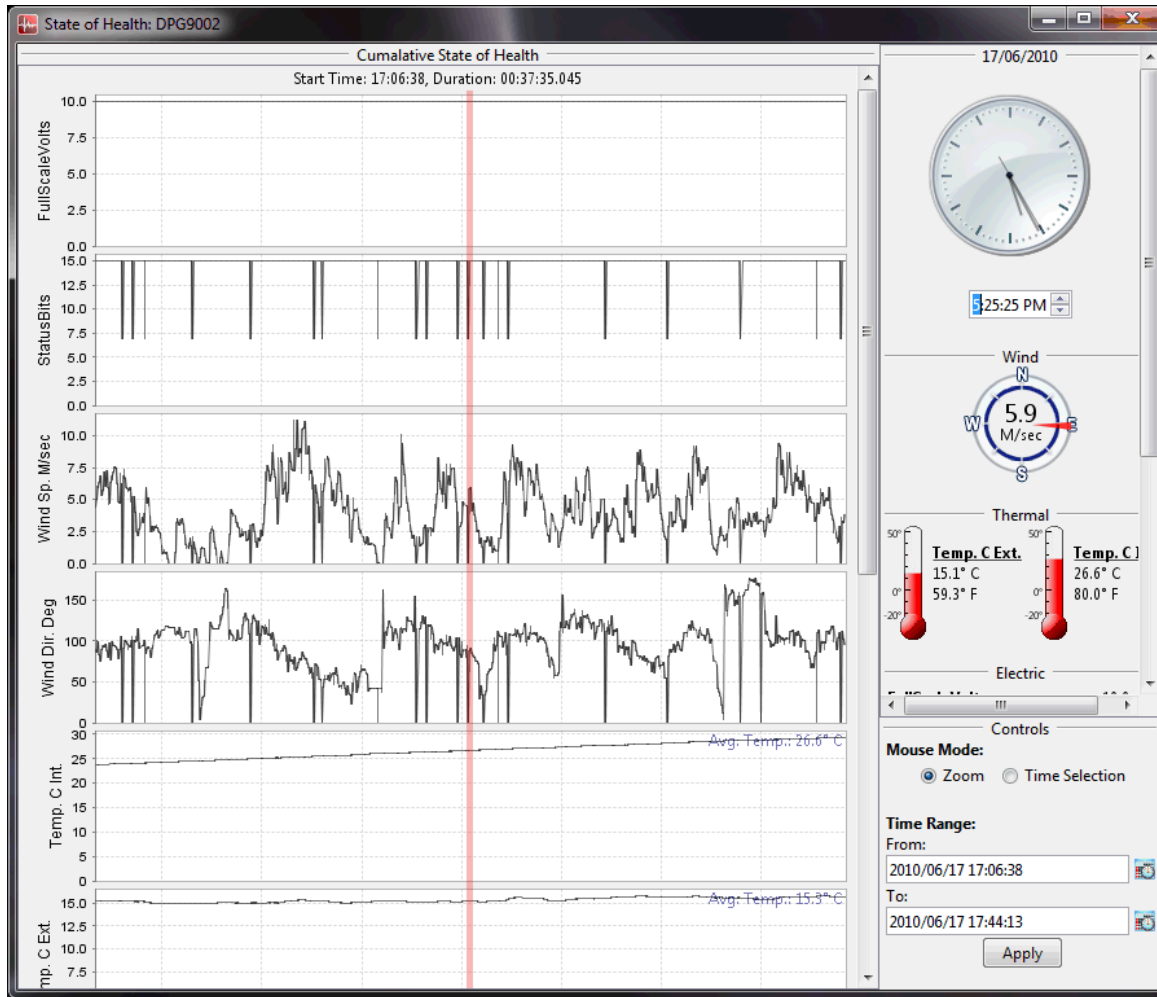 State of Health: DPG9002
Cumalative State of Health
Start Time: 17:06:38, Duration: 00:37:35.045
FullScaleVolts
10.0
7.5
5.0
2.5
0.0
StatusBits
15.0
12.5
10.0
7.5
5.0
2.5
0.0
Wind Sp. M/sec
10.0
7.5
5.0
2.5
0.0
Wind Dir. Deg
150
100
50
0
Temp. C Int.
30
25
20
15
10
5
0
Avg. Temp.: 26.6° C
mp. C Ext.
15.0
12.5
10.0
7.5
Avg. Temp.: 15.3° C
17/06/2010
5:25:25 PM
Wind
N
W
E
S
5.9
M/sec
Thermal
50°
0°
-20°
Temp. C Ext.
15.1° C
59.3° F
50°
0°
-20°
Temp. C I
26.6° C
80.0° F
Electric
Controls
Mouse Mode:
Zoom
Time Selection
Time Range:
From:
2010/06/17 17:06:38
To:
2010/06/17 17:44:13
Apply